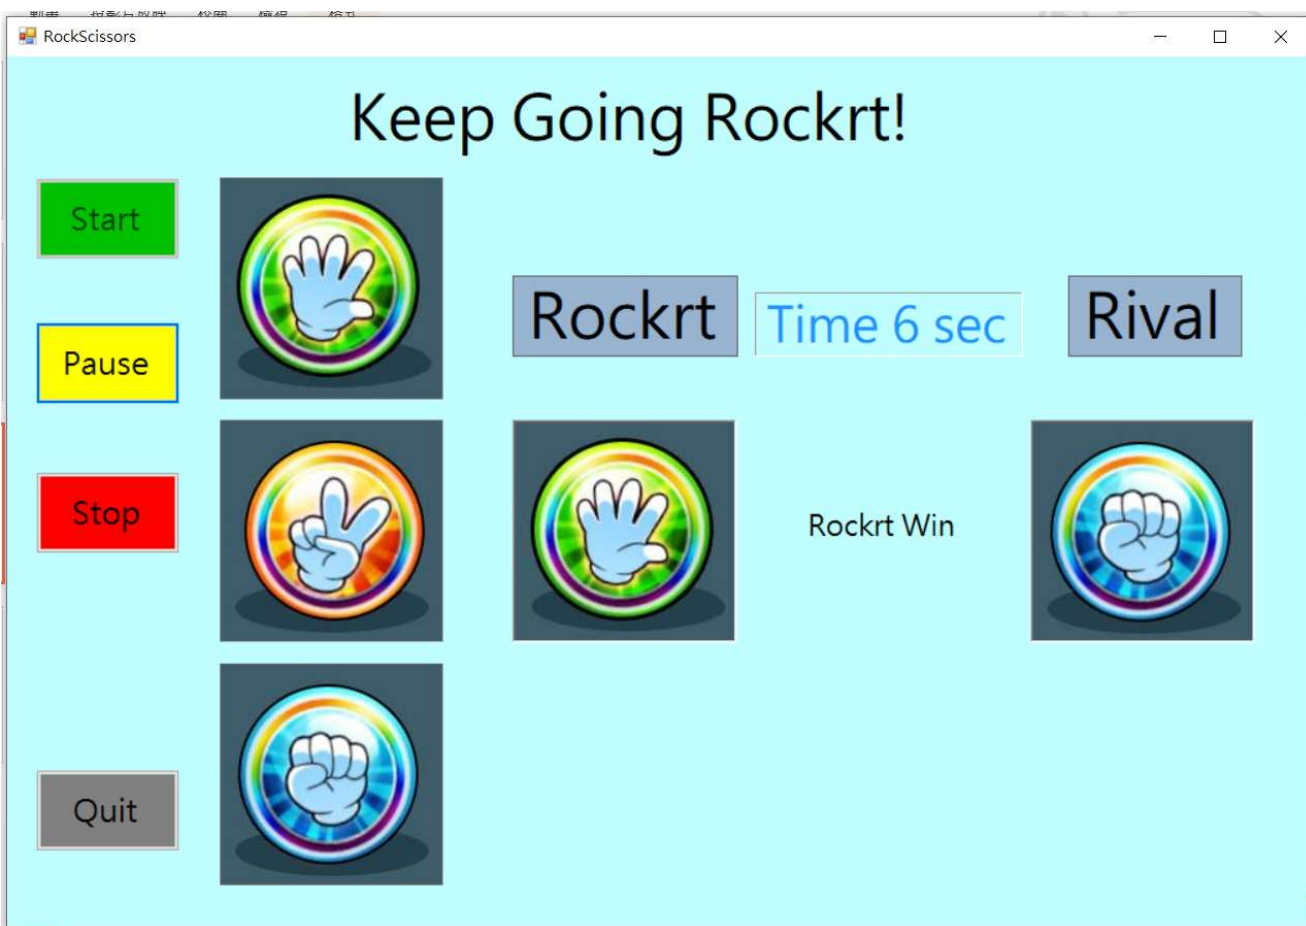 RockScissors
Keep Going Rockrt!
Start
Pause
Stop
Quit
Rockrt
Time 6 sec
Rival
Rockrt Win